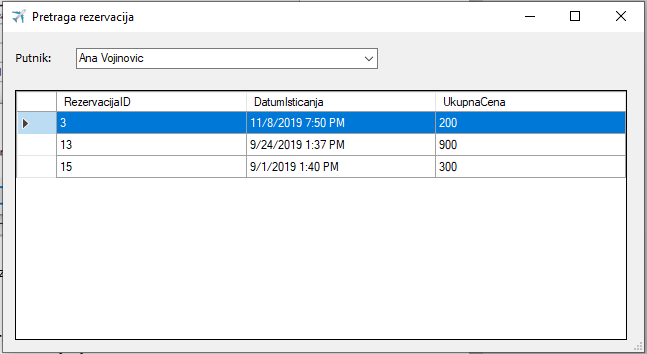 Pretraga rezervacija
Putnik: Ana Vojinovic
RezervacijaID DatumIsticanja UkupnaCena
3 11/8/2019 7:50 PM 200
13 9/24/2019 1:37 PM 900
15 9/1/2019 1:40 PM 300